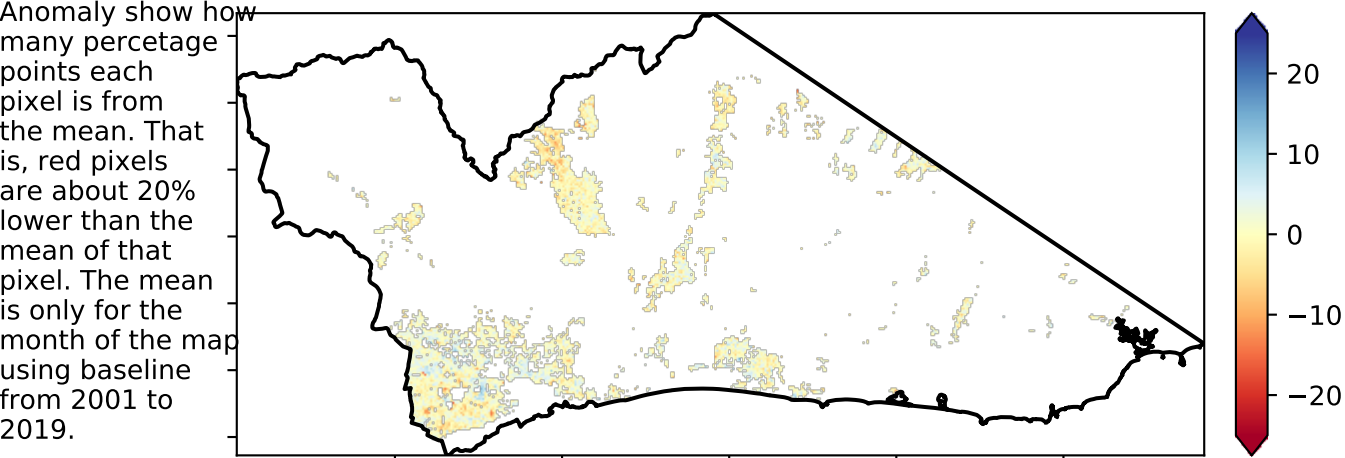 Anomaly show how
many percetage
points each
pixel is from
the mean. That
is, red pixels
are about 20%
lower than the
mean of that
pixel. The mean
is only for the
month of the map
using baseline
from 2001 to
2019.
20
10
0
−10
−20